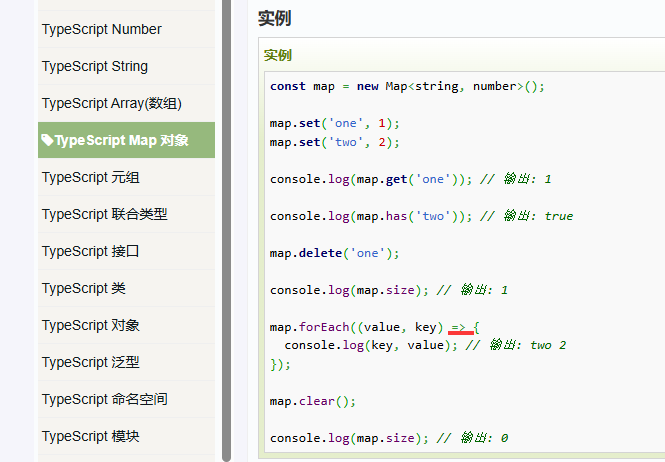 TypeScript Number
TypeScript String
TypeScript Array(数组)
TypeScript Map 对象
TypeScript 元组
TypeScript 联合类型
TypeScript 接口
TypeScript 类
TypeScript 对象
TypeScript 泛型
TypeScript 命名空间
TypeScript 模块
实例
实例
const map = new Map<string, number>();
map.set('one', 1);
map.set('two', 2);
console.log(map.get('one')); // 输出: 1
console.log(map.has('two')); // 输出: true
map.delete('one');
console.log(map.size); // 输出: 1
map.forEach((value, key) => {
  console.log(key, value); // 输出: two 2
});
map.clear();
console.log(map.size); // 输出: 0